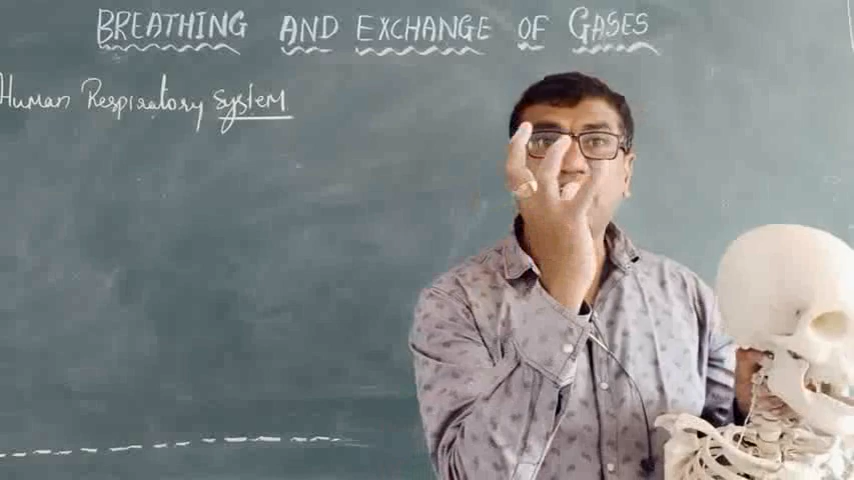 BREATHING AND EXCHANGE OF GASES
Human Respiratory System